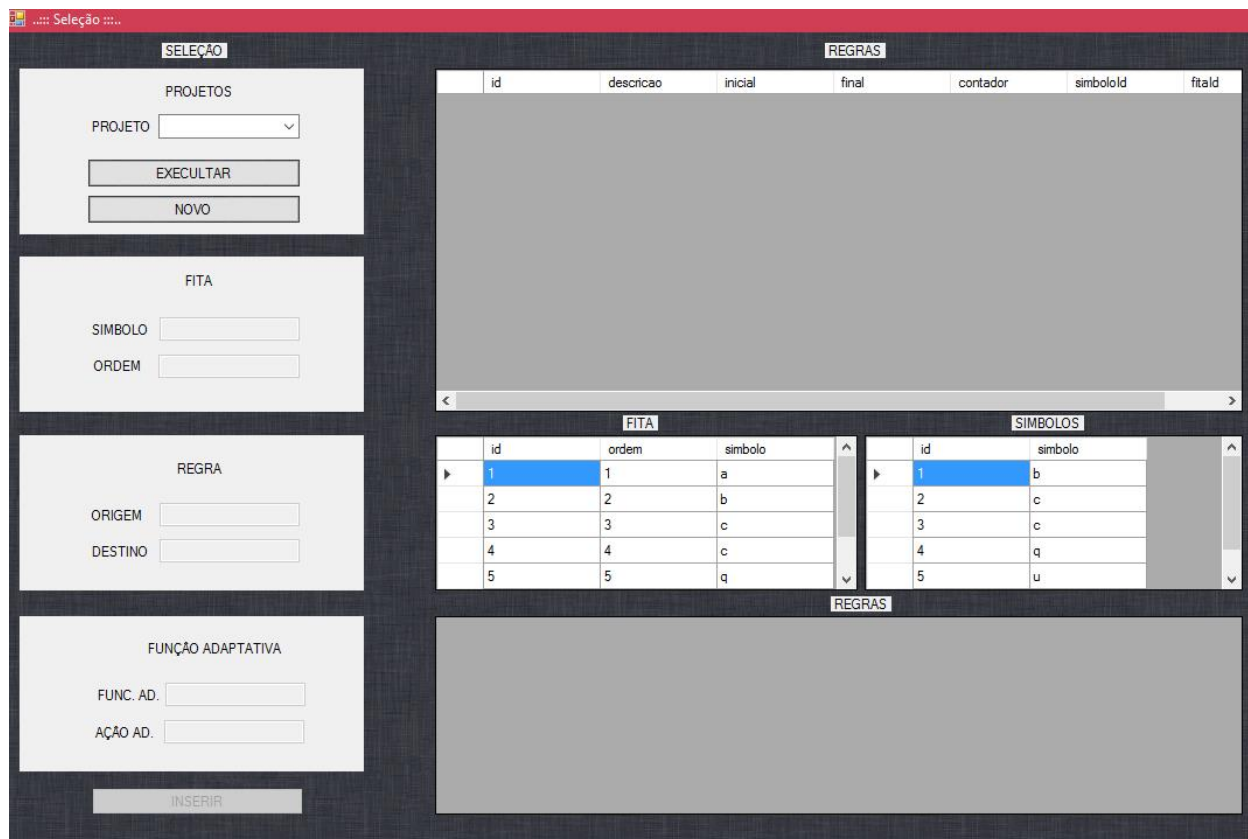 ..::: Seleção :::..
SELEÇÃO
PROJETOS
PROJETO
EXECULTAR
NOVO
FITA
SIMBOLO
ORDEM
REGRA
ORIGEM
DESTINO
FUNÇÃO ADAPTATIVA
FUNC. AD.
AÇÃO AD.
INSERIR
REGRAS
id descricao inicial final contador simboloId fitaId
FITA
id ordem simbolo
1 1 a
2 2 b
3 3 c
4 4 c
5 5 q
SIMBOLOS
id simbolo
1 b
2 c
3 c
4 q
5 u
REGRAS